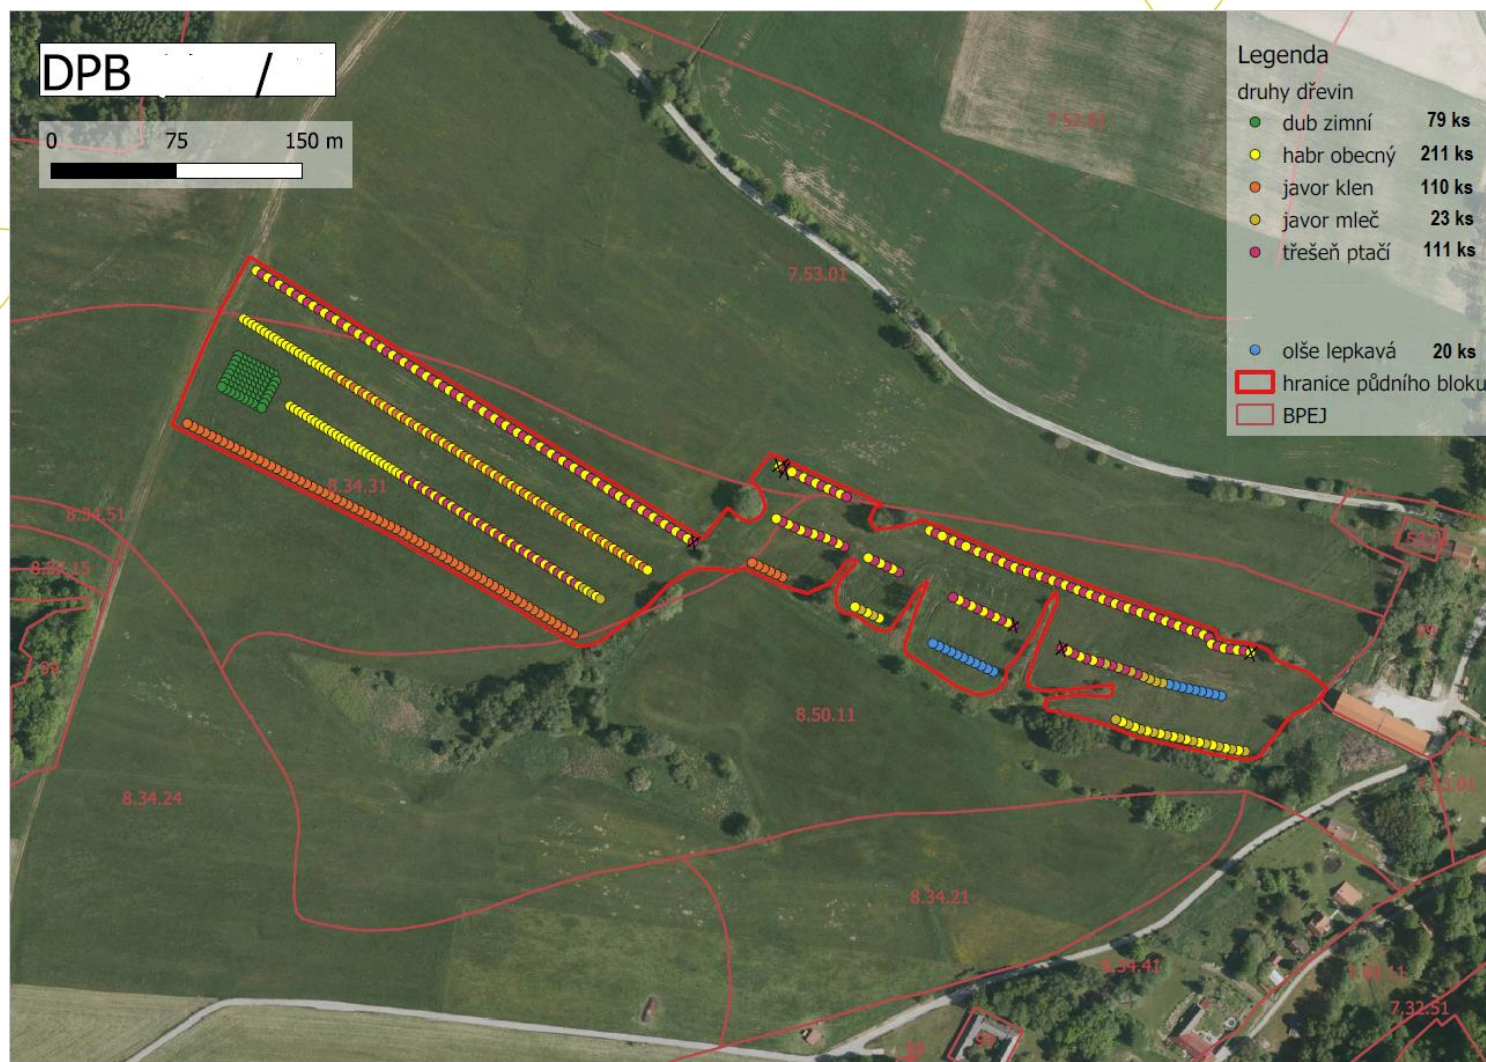 DPB /
0 75 150 m
Legenda
druhy dřevin
dub zimní 79 ks
habr obecný 211 ks
javor klen 110 ks
javor mleč 23 ks
třešeň ptačí 111 ks
olše lepkavá 20 ks
hranice půdního bloku
BPEJ
7.52.01
7.53.01
8.34.31
8.34.51
99
8.50.11
8.34.24
8.34.21
8.34.41
7.32.51
99